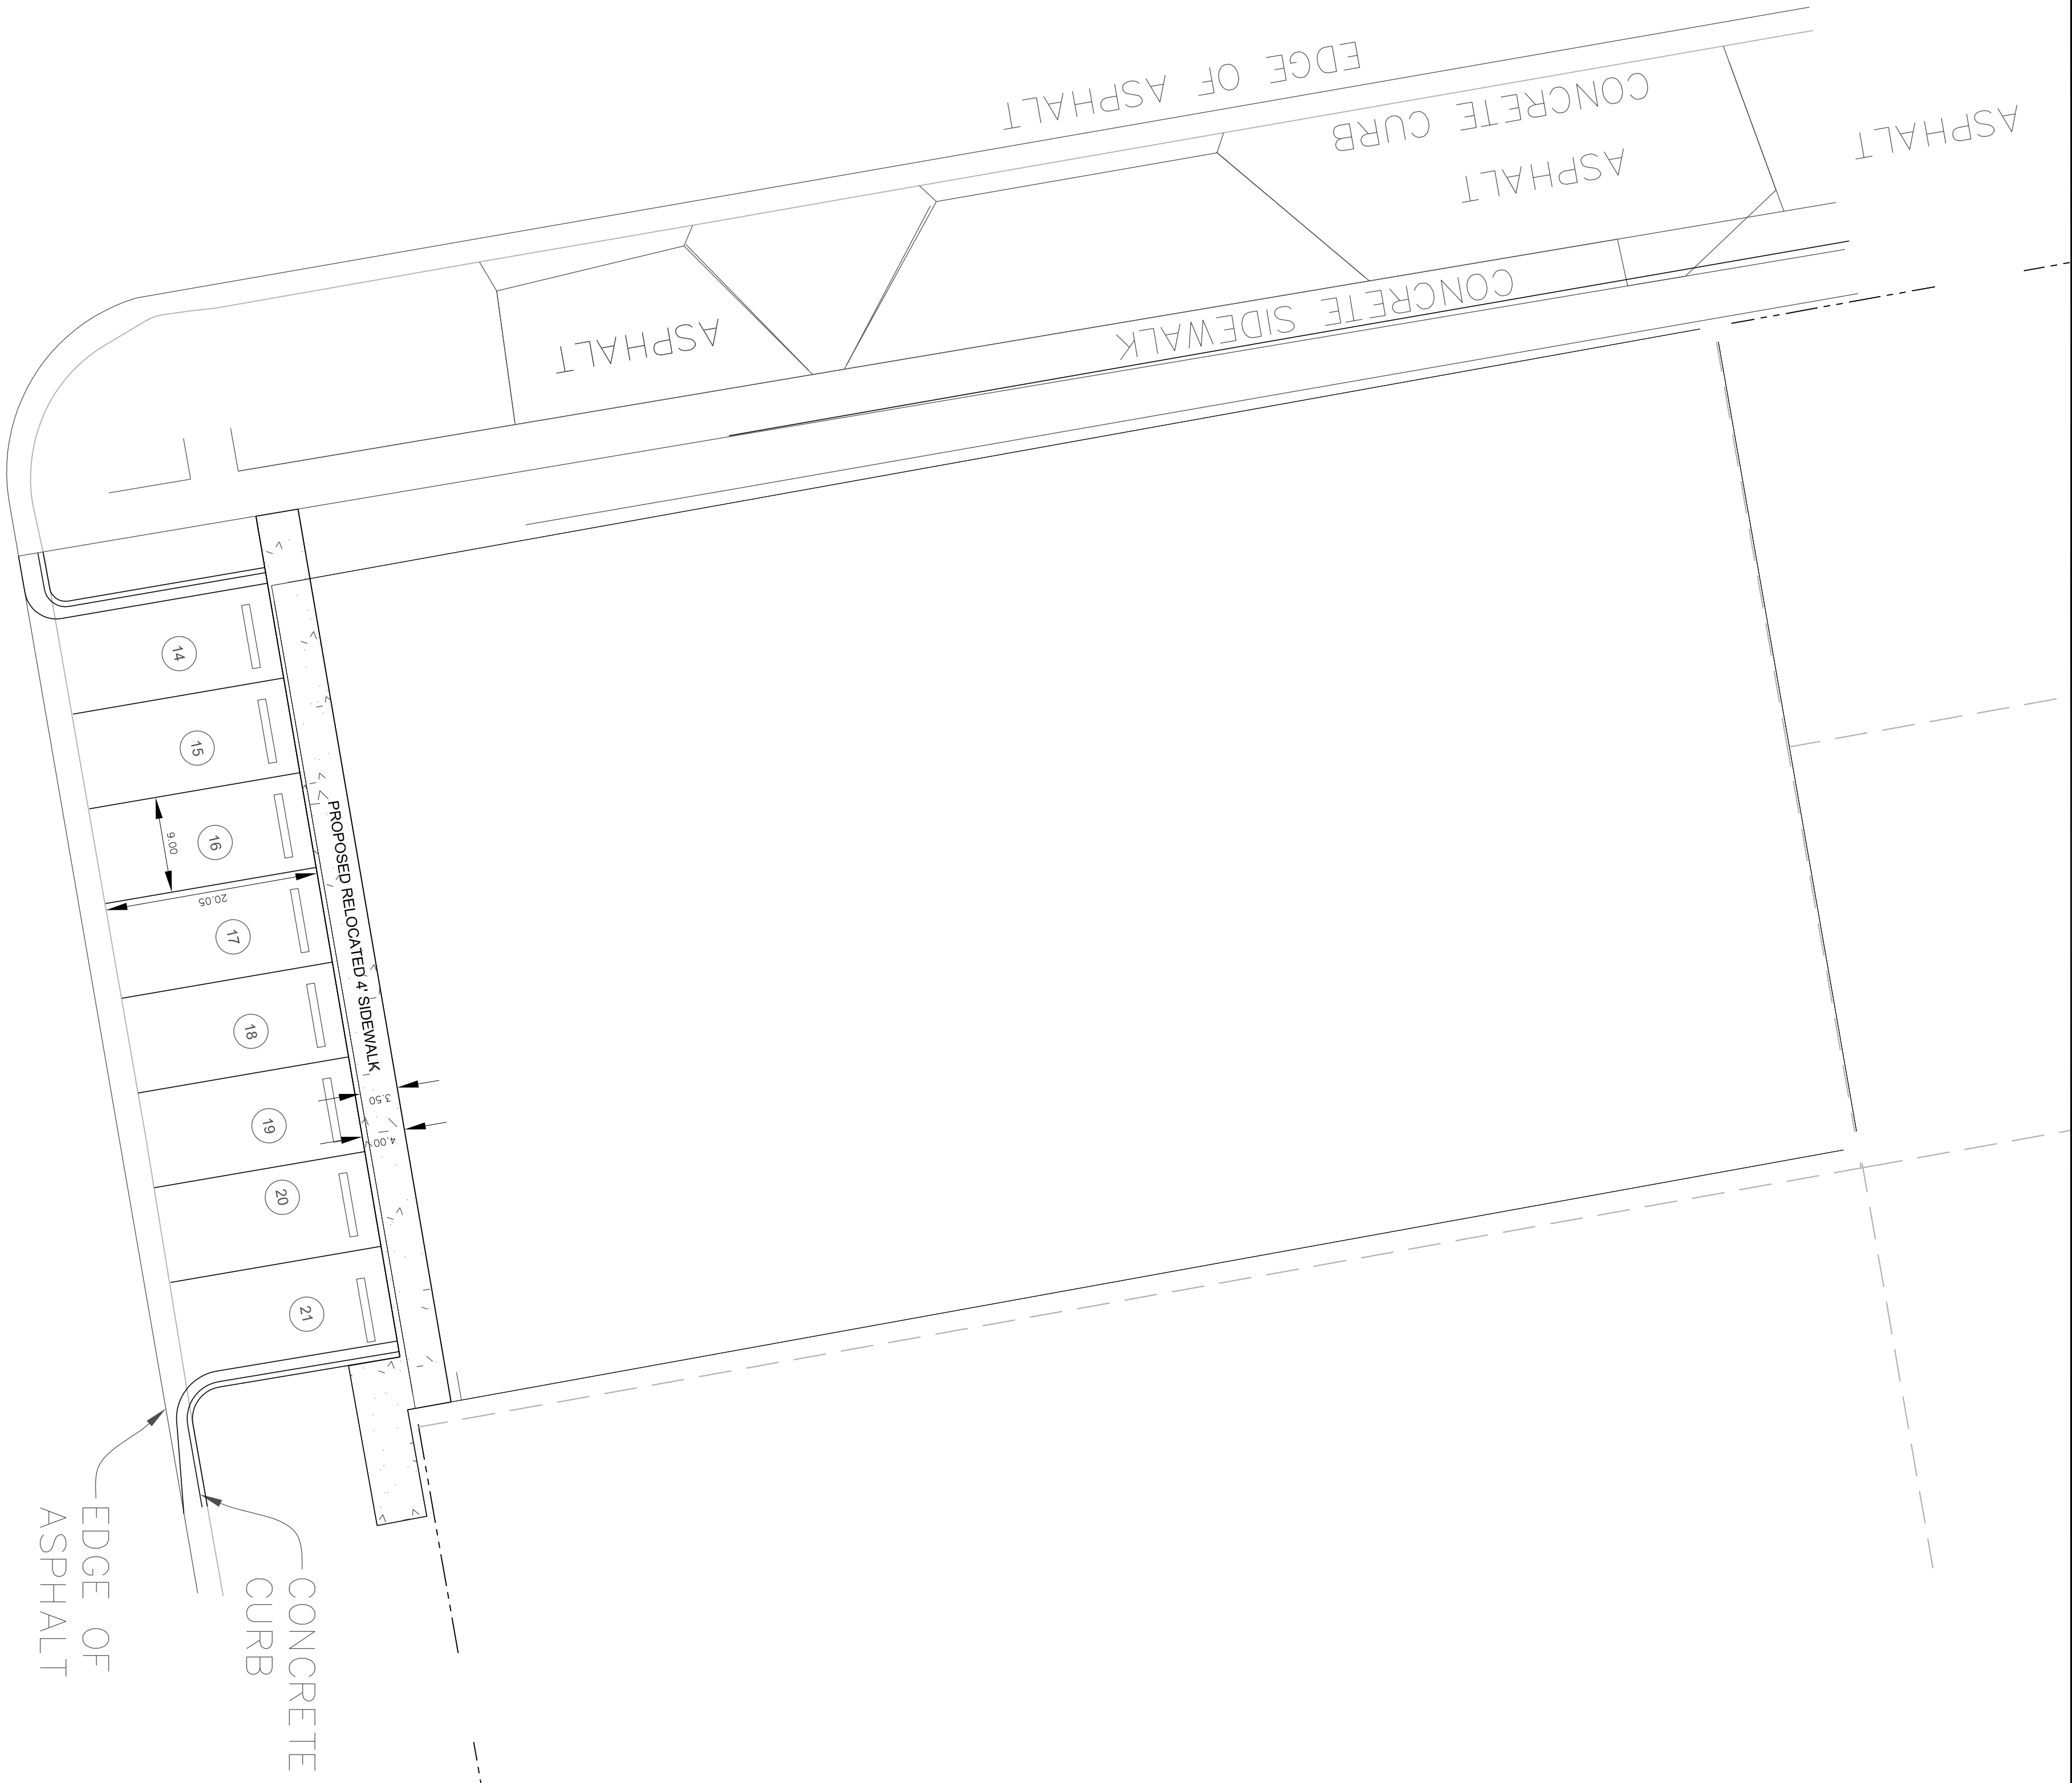 EDGE OF ASPHALT
CONCRETE CURB
ASPHALT
ASPHALT
CONCRETE SIDEWALK
ASPHALT
14
15
16
9.00
20.05
17
18
19
20
21
PROPOSED RELOCATED 4' SIDEWALK
3.50
4.00
EDGE OF
ASPHALT
CONCRETE
CURB